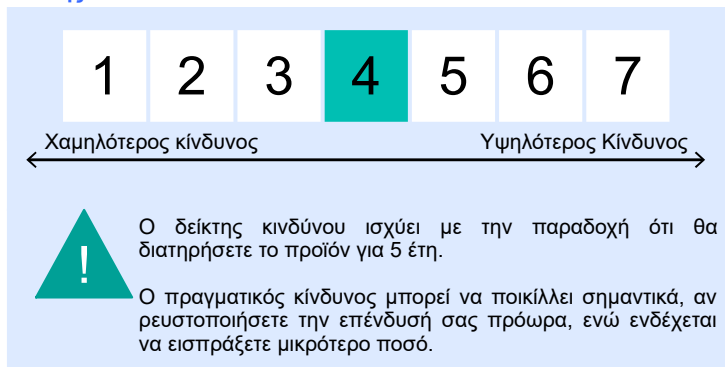 1 2 3 4 5 6 7
Χαμηλότερος κίνδυνος Υψηλότερος Κίνδυνος
!
Ο δείκτης κινδύνου ισχύει με την παραδοχή ότι θα
διατηρήσετε το προϊόν για 5 έτη.
Ο πραγματικός κίνδυνος μπορεί να ποικίλλει σημαντικά, αν
ρευστοποιήσετε την επένδυσή σας πρόωρα, ενώ ενδέχεται
να εισπράξετε μικρότερο ποσό.